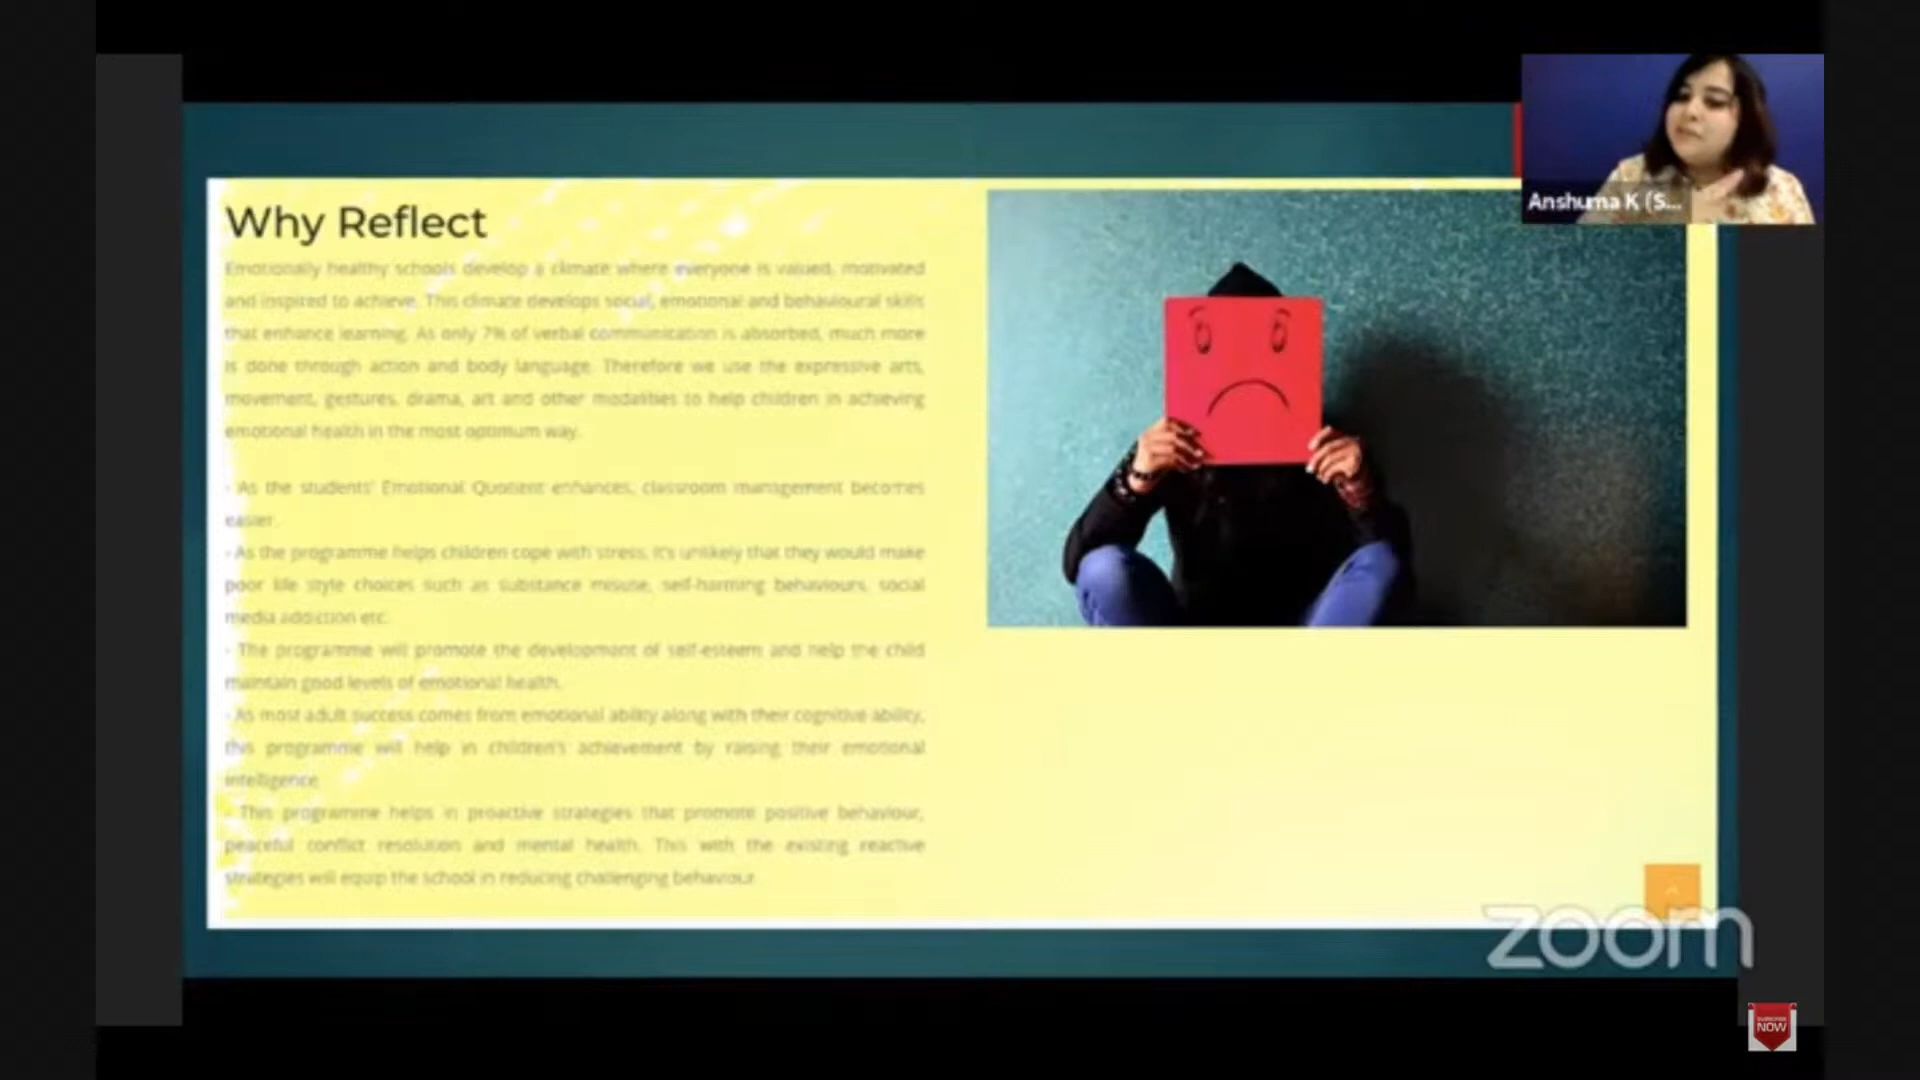 Why Reflect
Emotionally healthy schools develop a climate where everyone is valued, motivated
and inspired to achieve. This climate develops social, emotional and behavioural skills
that enhance learning. As only 7% of verbal communication is absorbed, much more
is done through action and body language. Therefore we use the expressive arts,
movement, gestures, drama, art and other modalities to help children in achieving
emotional health in the most optimum way.
- As the students' Emotional Quotient enhances, classroom management becomes
easier.
- As the programme helps children cope with stress, it's unlikely that they would make
poor life style choices such as substance misuse, self-harming behaviours, social
media addiction etc.
- The programme will promote the development of self-esteem and help the child
maintain good levels of emotional health.
- As most adult success comes from emotional ability along with their cognitive ability,
this programme will help in children's achievement by raising their emotional
intelligence
- This programme helps in proactive strategies that promote positive behaviour,
peaceful conflict resolution and mental health. This with the existing reactive
strategies will equip the school in reducing challenging behaviour.
Anshuma K (S...
zoom
SUBSCRIBE
NOW